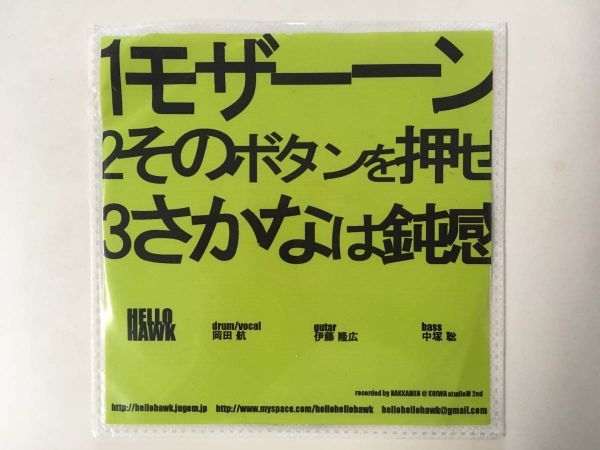 1モザーーン
2そのボタンを押せ
3さかなは鈍感
HELLO
HAWK
drum/vocal
岡田 航
gutar
伊藤 隆広
bass
中塚 聡
recorded by HAKKAMEN @ KOIWA studioM 2nd
http://hellohawk.jugem.jp http://www.myspace.com/hellohellohawk hellohellohawk@gmail.com